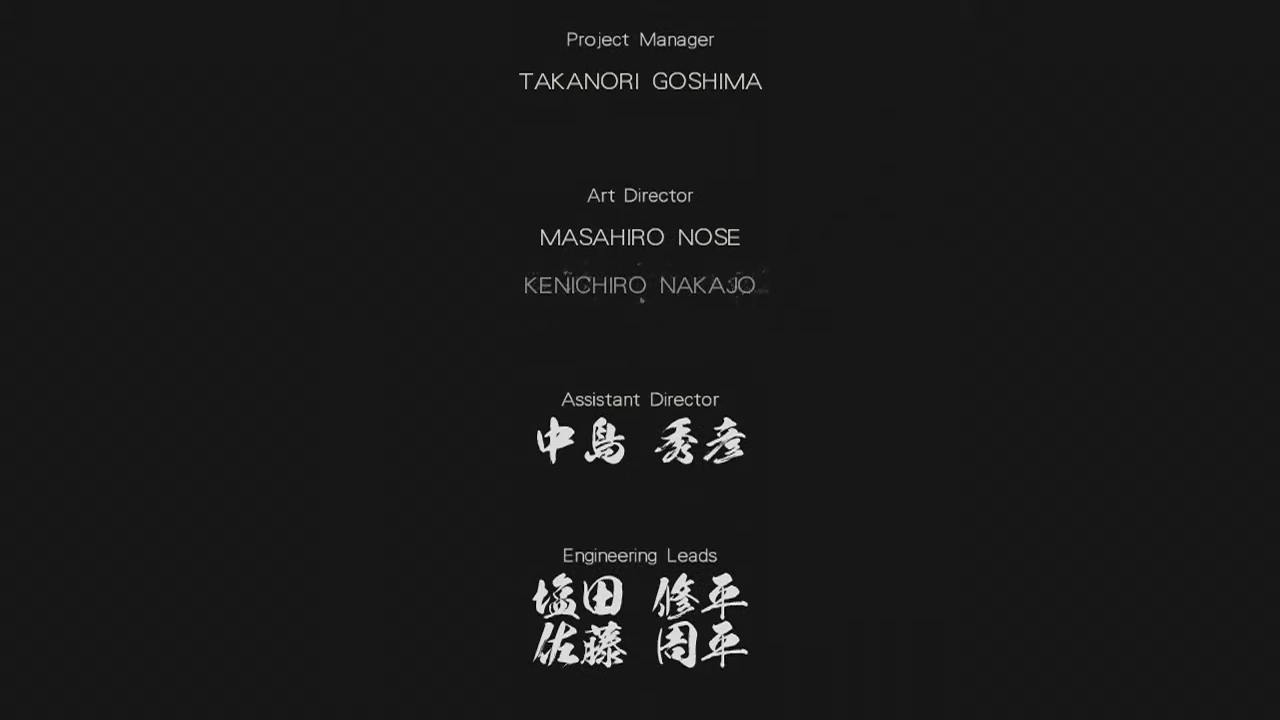 Project Manager
TAKANORI GOSHIMA
Art Director
MASAHIRO NOSE
KENICHIRO NAKAJO
Assistant Director
中島 秀彦
Engineering Leads
塩田 修平
佐藤 周平